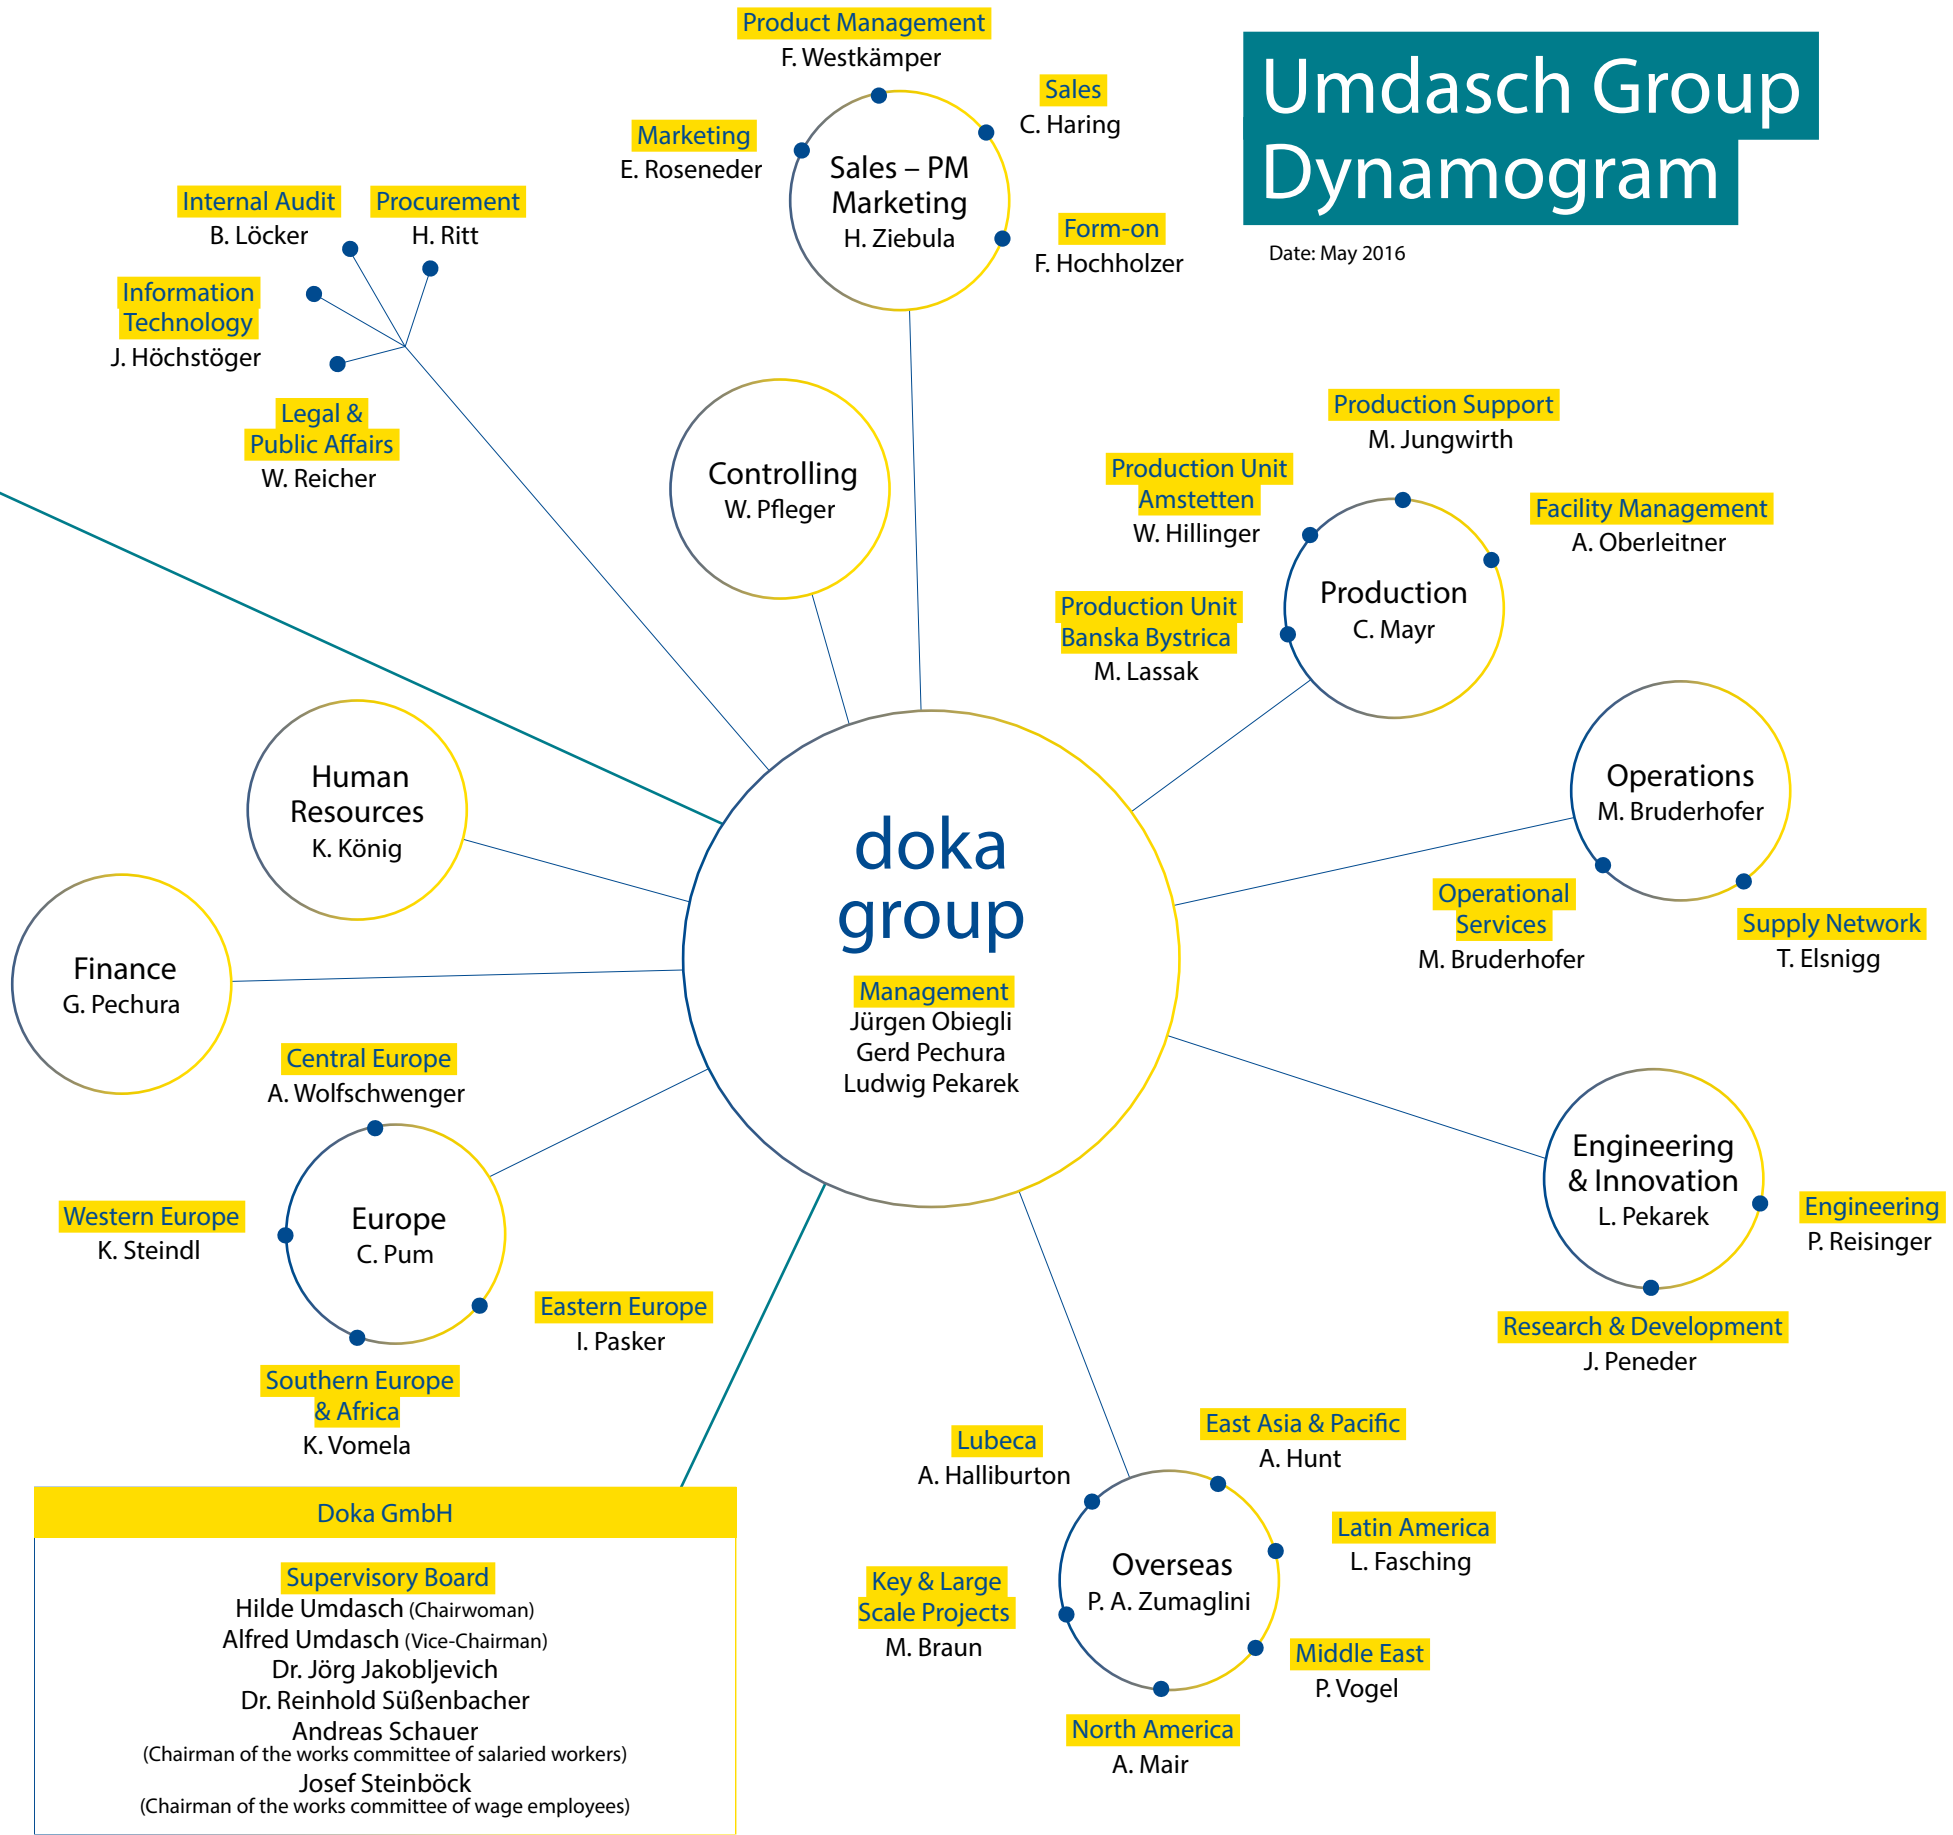 Umdasch Group
Dynamogram
Date: May 2016
Product Management
F. Westkämper
Sales
C. Haring
Marketing
E. Roseneder
Sales – PM
Marketing
H. Ziebula
Form-on
F. Hochholzer
Internal Audit
B. Löcker
Procurement
H. Ritt
Information
Technology
J. Höchstöger
Legal &
Public Affairs
W. Reicher
Controlling
W. Pfleger
Production Support
M. Jungwirth
Production Unit
Amstetten
W. Hillinger
Facility Management
A. Oberleitner
Production
C. Mayr
Production Unit
Banska Bystrica
M. Lassak
Human
Resources
K. König
Operations
M. Bruderhofer
Operational
Services
M. Bruderhofer
Supply Network
T. Elsnigg
doka
group
Management
Jürgen Obiegli
Gerd Pechura
Ludwig Pekarek
Finance
G. Pechura
Central Europe
A. Wolfschwenger
Western Europe
K. Steindl
Europe
C. Pum
Eastern Europe
I. Pasker
Southern Europe
& Africa
K. Vomela
Engineering
& Innovation
L. Pekarek
Engineering
P. Reisinger
Research & Development
J. Peneder
Lubeca
A. Halliburton
East Asia & Pacific
A. Hunt
Latin America
L. Fasching
Overseas
P. A. Zumaglini
Key & Large
Scale Projects
M. Braun
Middle East
P. Vogel
North America
A. Mair
Doka GmbH
Supervisory Board
Hilde Umdasch (Chairwoman)
Alfred Umdasch (Vice-Chairman)
Dr. Jörg Jakobljevich
Dr. Reinhold Süßenbacher
Andreas Schauer
(Chairman of the works committee of salaried workers)
Josef Steinböck
(Chairman of the works committee of wage employees)